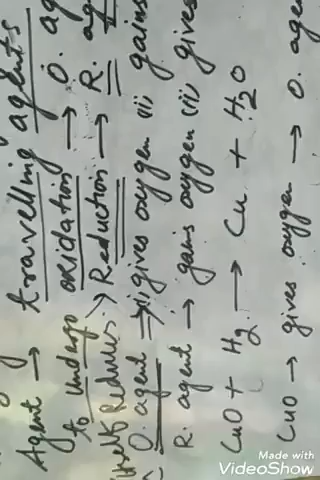 Agent → travelling agents
to undergo oxidation → O. ag
itself Reduces → Reduction → R. ag
O. agent ⇒ (i) gives oxygen (ii) gains
R. agent → gains oxygen (ii) gives
CuO + H2 → Cu + H2O
CuO → gives oxygen → O. age
Made with
VideoShow